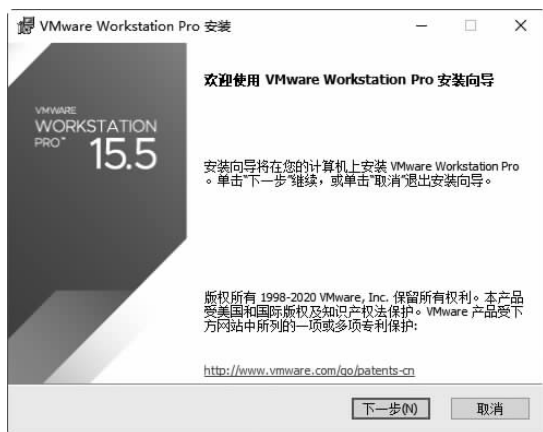 VMware Workstation Pro 安装
VMWARE
WORKSTATION
PRO™ 15.5
欢迎使用 VMware Workstation Pro 安装向导
安装向导将在您的计算机上安装 VMware Workstation Pro
。单击“下一步”继续，或单击“取消”退出安装向导。
版权所有 1998-2020 VMware, Inc. 保留所有权利。本产品
受美国和国际版权及知识产权法保护。VMware 产品受下
方网站中所列的一项或多项专利保护:
http://www.vmware.com/go/patents-cn
下一步(N) 取消